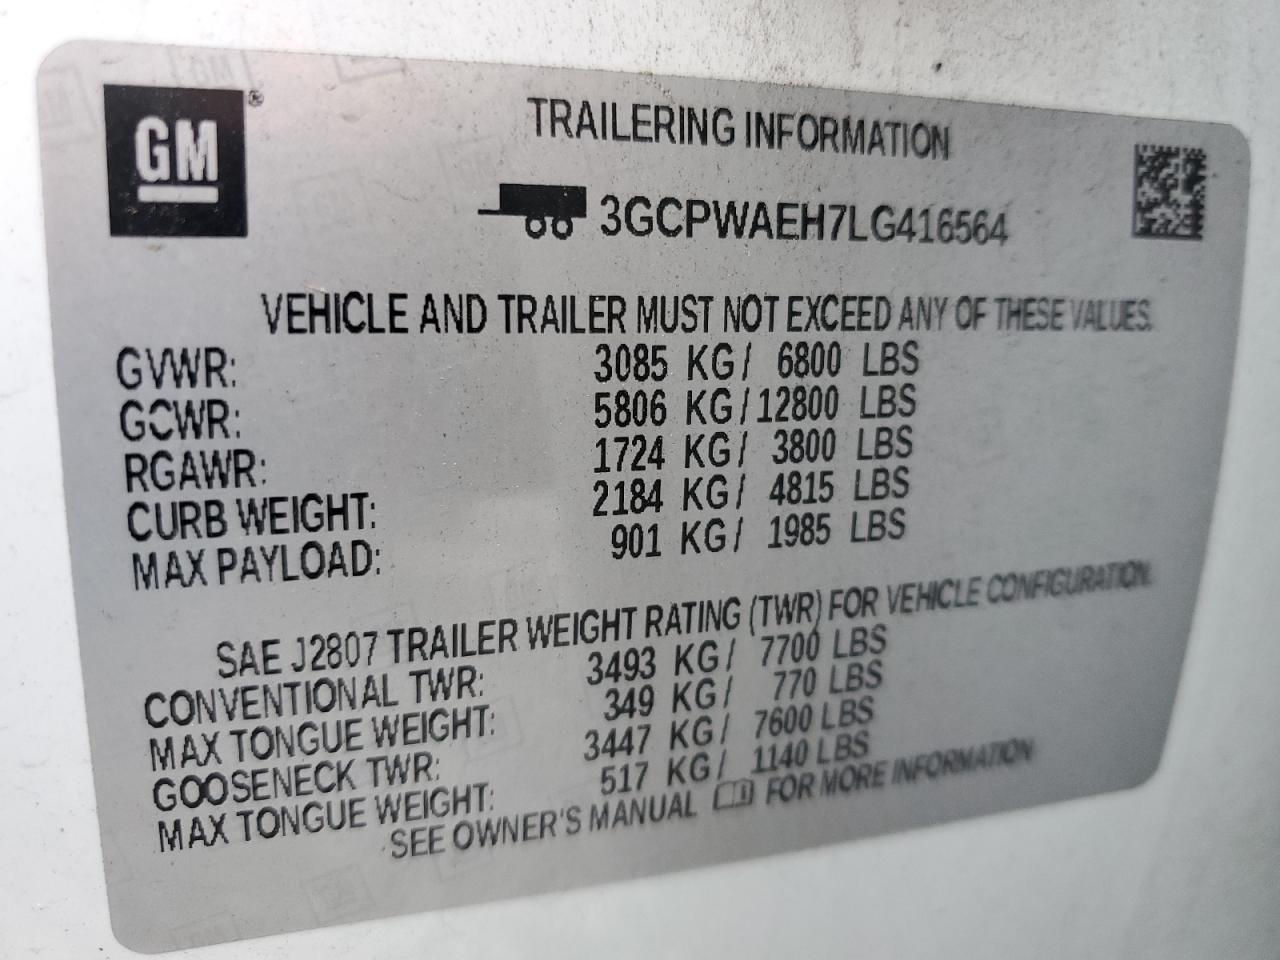 GM®
TRAILERING INFORMATION
3GCPWAEH7LG416564
VEHICLE AND TRAILER MUST NOT EXCEED ANY OF THESE VALUES.
GVWR: 3085 KG/ 6800 LBS
GCWR: 5806 KG/12800 LBS
RGAWR: 1724 KG/ 3800 LBS
CURB WEIGHT: 2184 KG/ 4815 LBS
MAX PAYLOAD: 901 KG/ 1985 LBS
SAE J2807 TRAILER WEIGHT RATING (TWR) FOR VEHICLE CONFIGURATION.
CONVENTIONAL TWR: 3493 KG/ 7700 LBS
MAX TONGUE WEIGHT: 349 KG/ 770 LBS
GOOSENECK TWR: 3447 KG/ 7600 LBS
MAX TONGUE WEIGHT: 517 KG/ 1140 LBS
SEE OWNER'S MANUAL FOR MORE INFORMATION